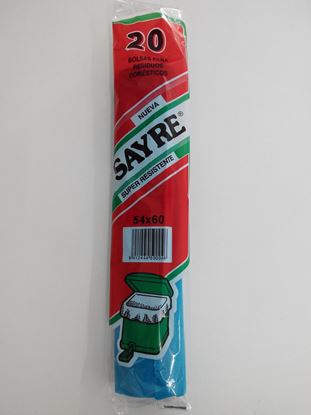 20
BOLSAS PARA
RESIDUOS
DOMÉSTICOS
NUEVA
SAYRE®
SUPER RESISTENTE
54x60